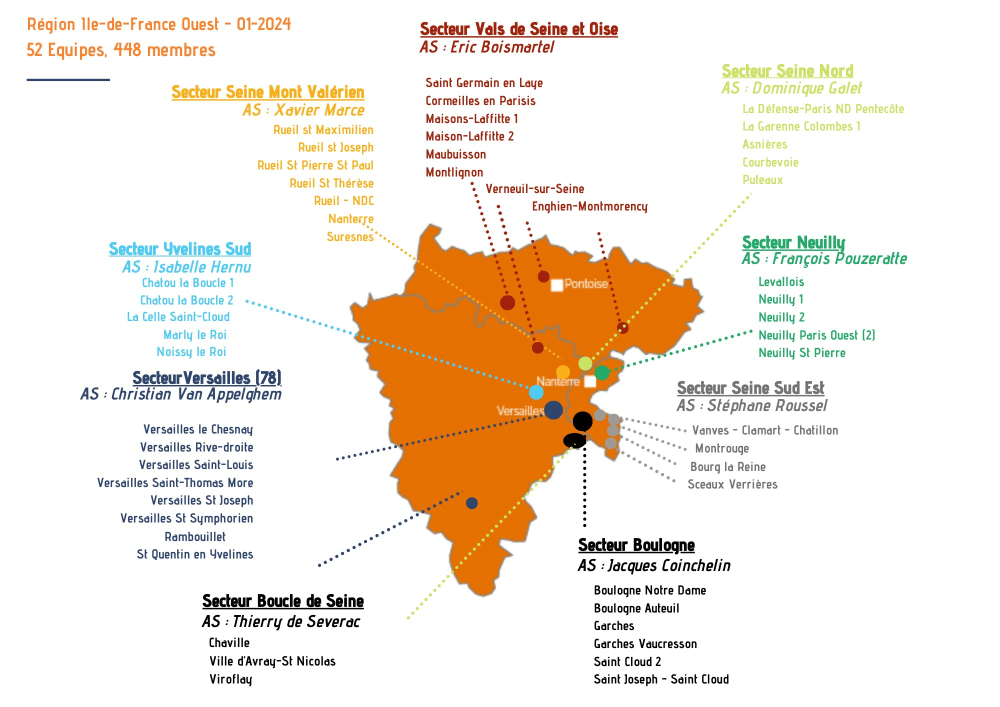 Région Ile-de-France Ouest - 01-2024
52 Equipes, 448 membres
Secteur Vals de Seine et Oise
AS : Eric Boismartel
Saint Germain en Laye
Cormeilles en Parisis
Maisons-Laffitte 1
Maison-Laffitte 2
Maubuisson
Montlignon
Verneuil-sur-Seine
Enghien-Montmorency
Secteur Seine Nord
AS : Dominique Galet
La Défense-Paris ND Pentecôte
La Garenne Colombes 1
Asnières
Courbevoie
Puteaux
Secteur Seine Mont Valérien
AS : Xavier Marce
Rueil st Maximilien
Rueil st Joseph
Rueil St Pierre St Paul
Rueil St Thérèse
Rueil - NDC
Nanterre
Suresnes
Secteur Yvelines Sud
AS : Isabelle Hernu
Chatou la Boucle 1
Chatou la Boucle 2
La Celle Saint-Cloud
Marly le Roi
Noissy le Roi
Secteur Neuilly
AS : François Pouzeratte
Levallois
Neuilly 1
Neuilly 2
Neuilly Paris Ouest (2)
Neuilly St Pierre
Pontoise
Nanterre
Versailles
SecteurVersailles (78)
AS : Christian Van Appelghem
Versailles le Chesnay
Versailles Rive-droite
Versailles Saint-Louis
Versailles Saint-Thomas More
Versailles St Joseph
Versailles St Symphorien
Rambouillet
St Quentin en Yvelines
Secteur Seine Sud Est
AS : Stéphane Roussel
Vanves - Clamart - Chatillon
Montrouge
Bourg la Reine
Sceaux Verrières
Secteur Boucle de Seine
AS : Thierry de Severac
Chaville
Ville d'Avray-St Nicolas
Viroflay
Secteur Boulogne
AS : Jacques Coinchelin
Boulogne Notre Dame
Boulogne Auteuil
Garches
Garches Vaucresson
Saint Cloud 2
Saint Joseph - Saint Cloud